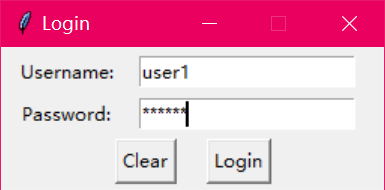 Login
Username: user1
Password: ******
Clear Login